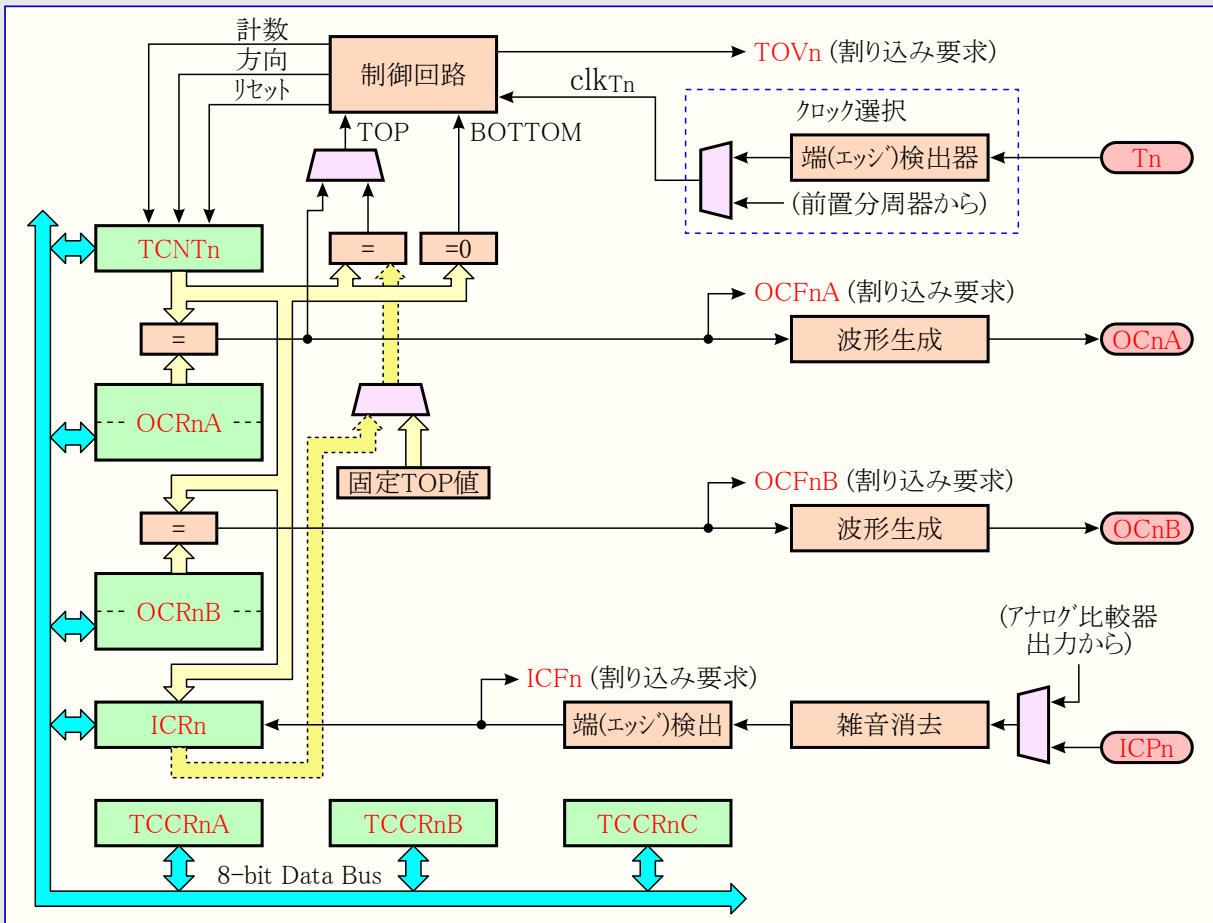 計数
方向
リセット
制御回路
TOVn (割り込み要求)
clkTn
TOP
BOTTOM
クロック選択
端(エッジ)検出器
Tn
(前置分周器から)
TCNTn
=
=0
OCFnA (割り込み要求)
=
波形生成
OCnA
OCRnA
固定TOP値
OCFnB (割り込み要求)
=
波形生成
OCnB
OCRnB
(アナログ比較器
出力から)
ICFn (割り込み要求)
ICRn
端(エッジ)検出
雑音消去
ICPn
TCCRnA
TCCRnB
TCCRnC
8-bit Data Bus